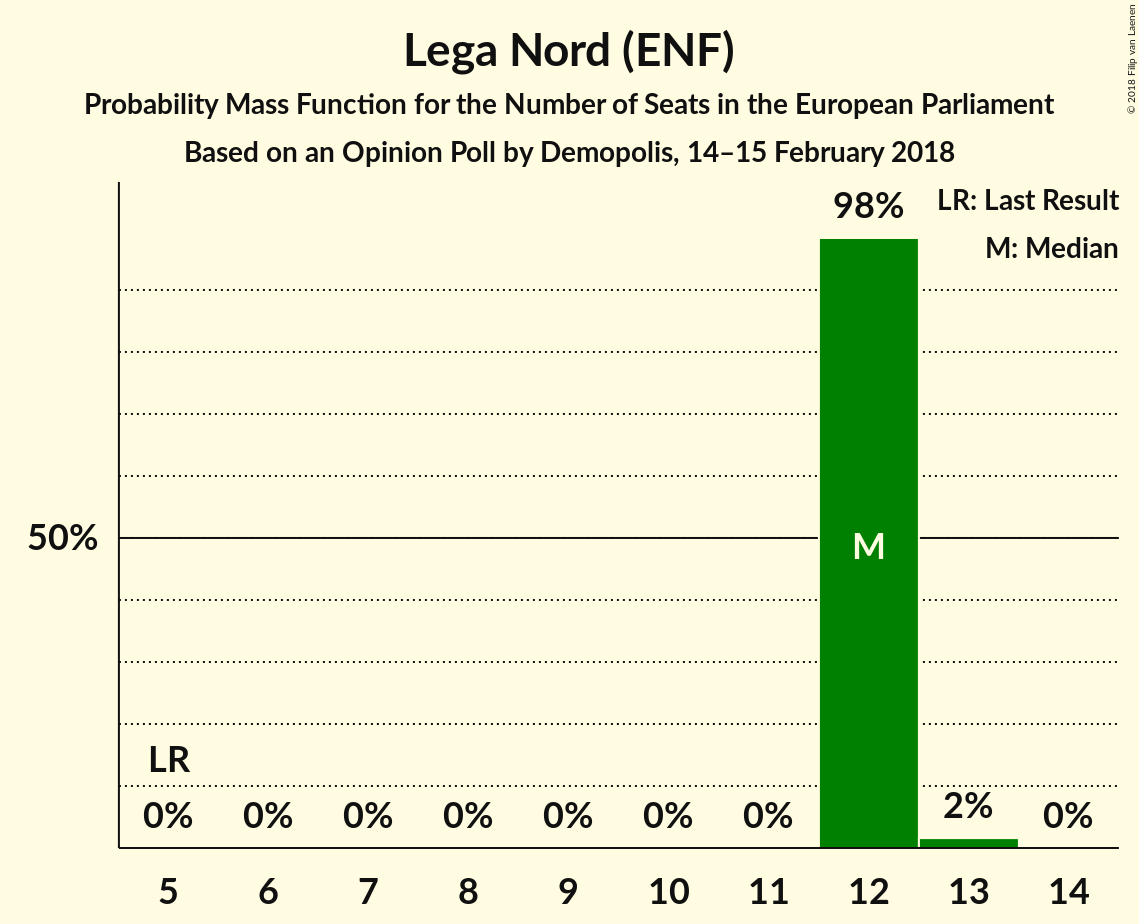 Lega Nord (ENF)
Probability Mass Function for the Number of Seats in the European Parliament
Based on an Opinion Poll by Demopolis, 14–15 February 2018
© 2018 Filip van Laenen
LR: Last Result
M: Median
98%
50%
M
LR
0% 0% 0% 0% 0% 0% 0% 2% 0%
5 6 7 8 9 10 11 12 13 14